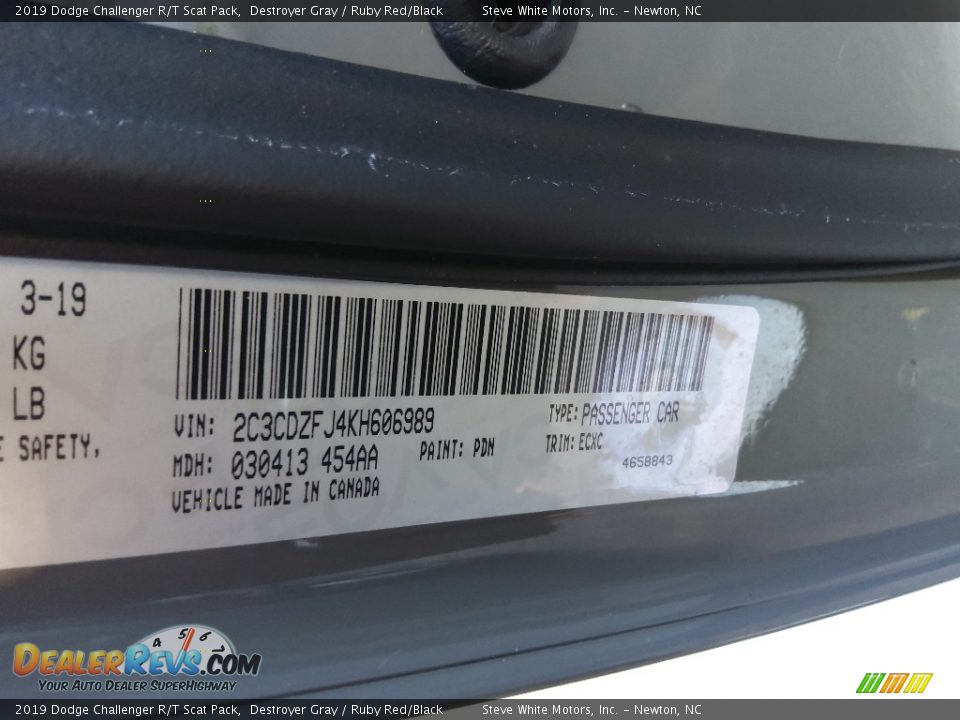 2019 Dodge Challenger R/T Scat Pack, Destroyer Gray / Ruby Red/Black Steve White Motors, Inc. - Newton, NC
3-19
KG
LB
E SAFETY.
VIN: 2C3CDZFJ4KH606989
TYPE: PASSENGER CAR
MDH: 030413 454AA
PAINT: PDN
TRIM: ECXC
4658843
VEHICLE MADE IN CANADA
4 5 6
DEALERREVS.COM
YOUR AUTO DEALER SUPERHIGHWAY
2019 Dodge Challenger R/T Scat Pack, Destroyer Gray / Ruby Red/Black Steve White Motors, Inc. - Newton, NC